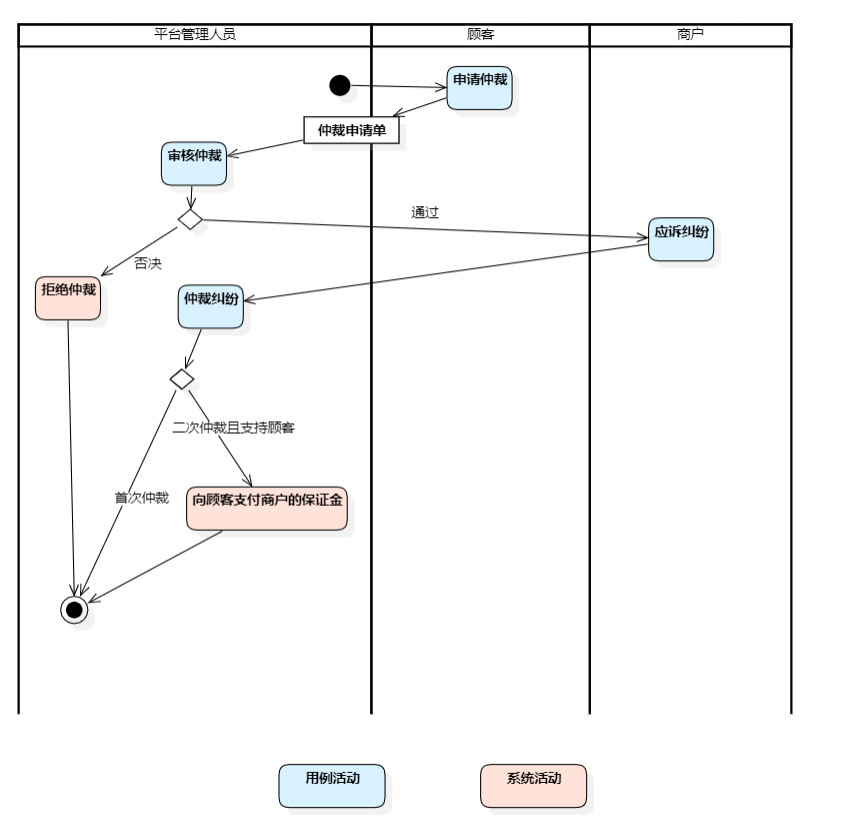 平台管理人员
顾客
商户
申请仲裁
仲裁申请单
审核仲裁
通过
应诉纠纷
否决
拒绝仲裁
仲裁纠纷
二次仲裁且支持顾客
首次仲裁
向顾客支付商户的保证金
用例活动
系统活动